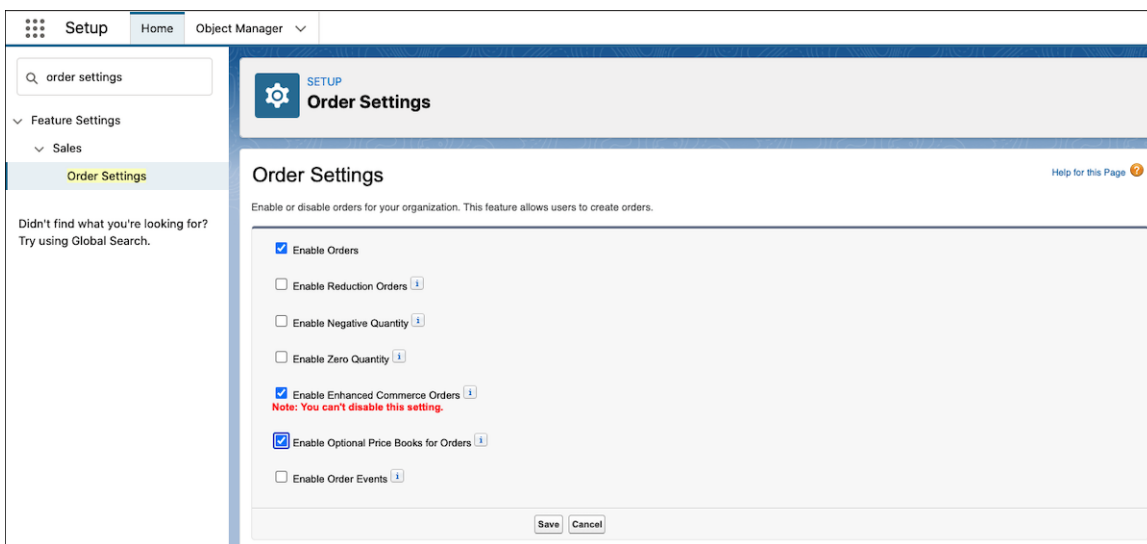 Setup
Home
Object Manager
order settings
Feature Settings
Sales
Order Settings
Didn't find what you're looking for?
Try using Global Search.
SETUP
Order Settings
Order Settings
Help for this Page
Enable or disable orders for your organization. This feature allows users to create orders.
Enable Orders
Enable Reduction Orders
Enable Negative Quantity
Enable Zero Quantity
Enable Enhanced Commerce Orders
Note: You can't disable this setting.
Enable Optional Price Books for Orders
Enable Order Events
Save Cancel